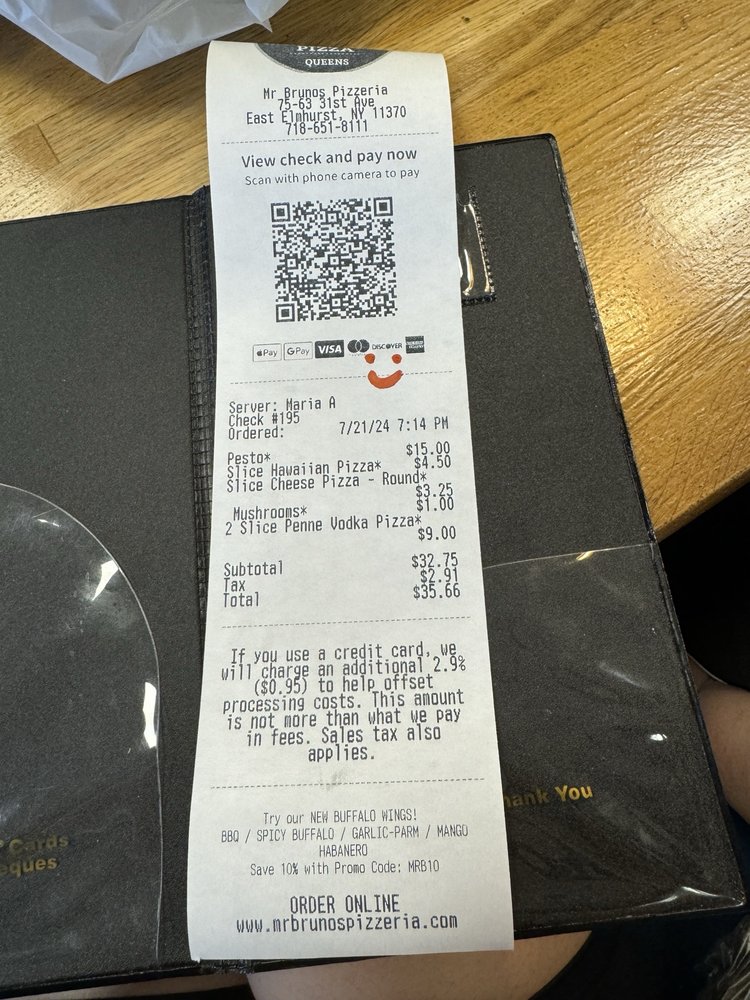 PIZZA
QUEENS
Mr Brunos Pizzeria
75-63 31st Ave
East Elmhurst, NY 11370
718-651-8111
View check and pay now
Scan with phone camera to pay
Pay GPay VISA DISCOVER
Server: Maria A
Check #195
Ordered: 7/21/24 7:14 PM
Pesto* $15.00
Slice Hawaiian Pizza* $4.50
Slice Cheese Pizza - Round*
$3.25
Mushrooms* $1.00
2 Slice Penne Vodka Pizza*
$9.00
Subtotal $32.75
Tax $2.91
Total $35.66
If you use a credit card, we
will charge an additional 2.9%
($0.95) to help offset
processing costs. This amount
is not more than what we pay
in fees. Sales tax also
applies.
Try our NEW BUFFALO WINGS!
BBQ / SPICY BUFFALO / GARLIC-PARM / MANGO
HABANERO
Save 10% with Promo Code: MRB10
ORDER ONLINE
www.mrbrunospizzeria.com
hank You
Cards
eques